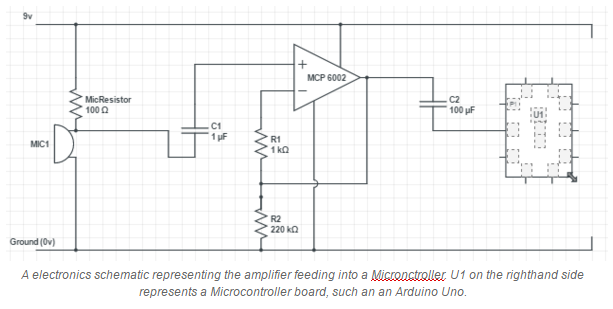 9v
MicResistor
100 Ω
MIC1
C1
1 µF
MCP 6002
R1
1 kΩ
R2
220 kΩ
C2
100 µF
U1
Ground (0v)
A electronics schematic representing the amplifier feeding into a Micronctroller. U1 on the righthand side
represents a Microcontroller board, such an an Arduino Uno.